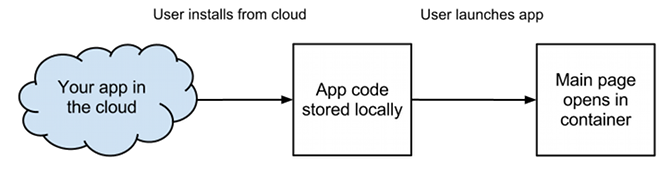 User installs from cloud
User launches app
Your app in
the cloud
App code
stored locally
Main page
opens in
container